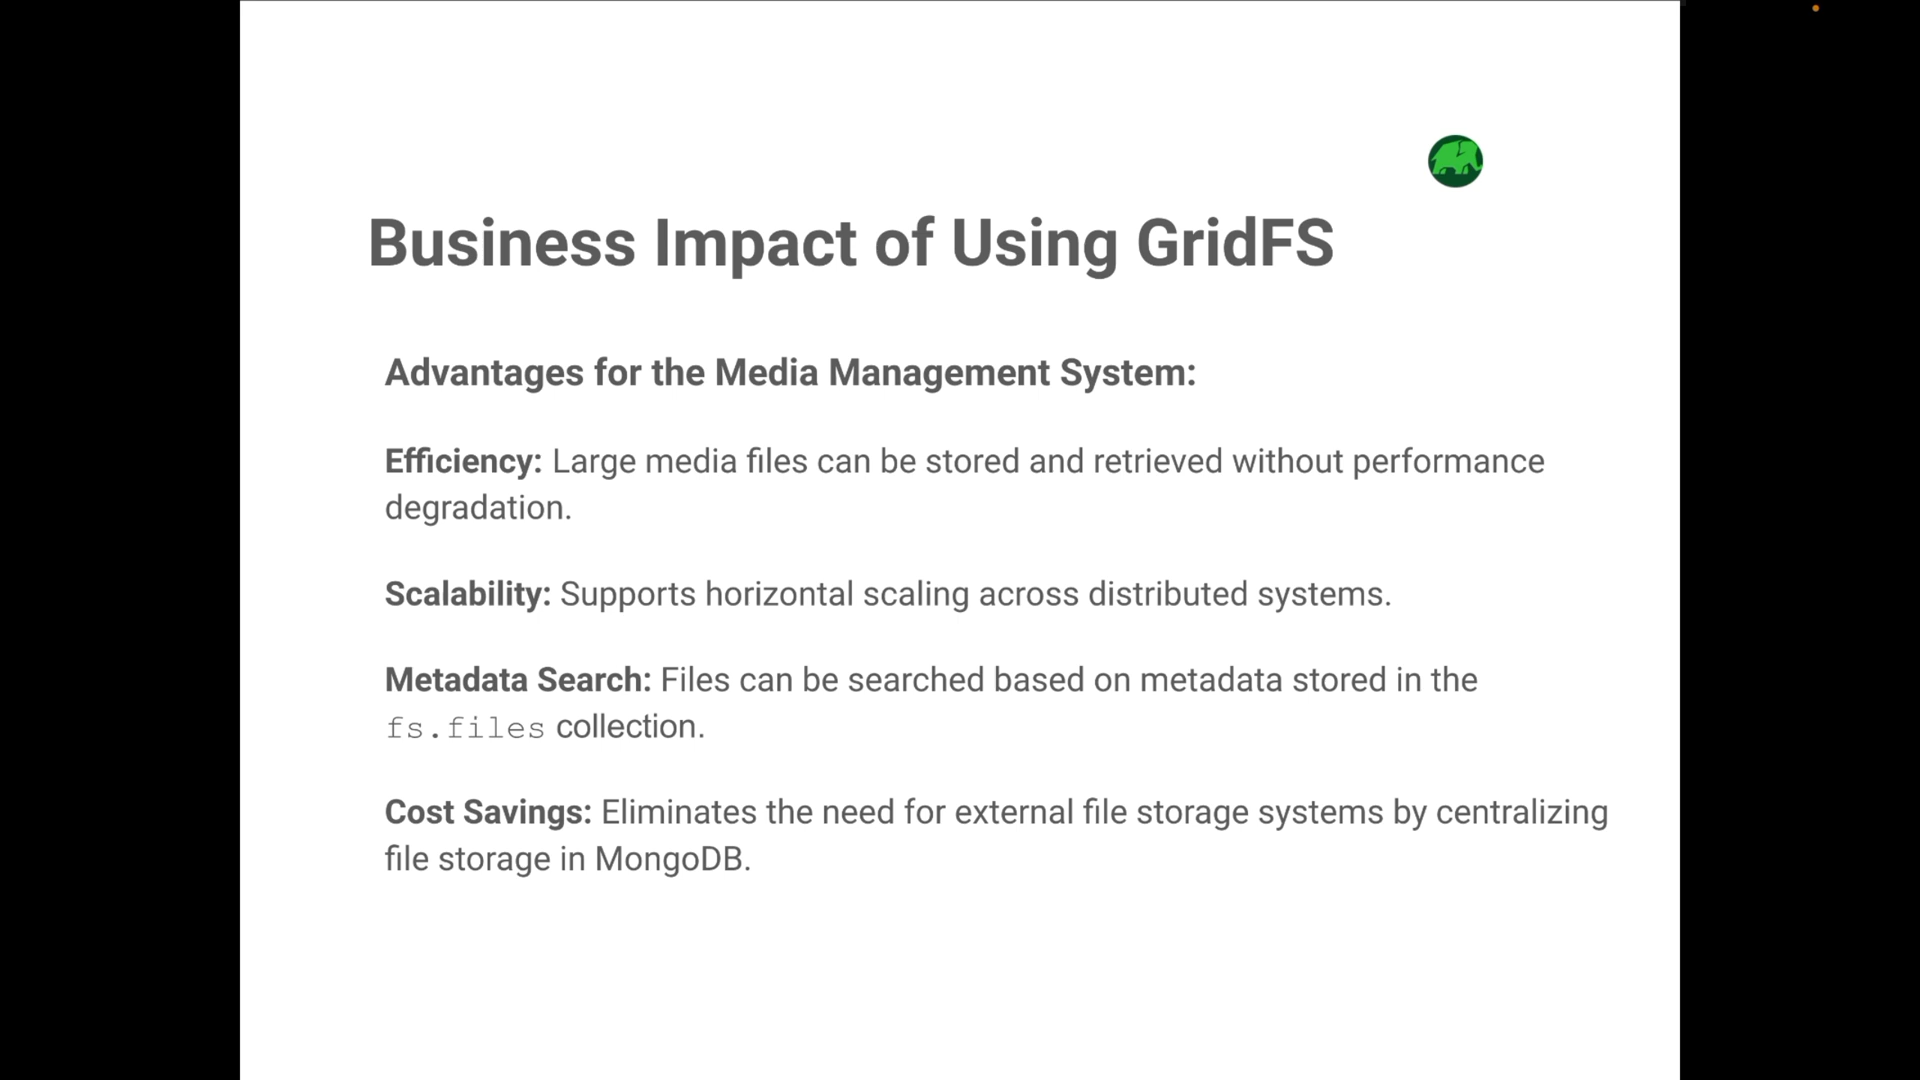 Business Impact of Using GridFS
Advantages for the Media Management System:
Efficiency: Large media files can be stored and retrieved without performance
degradation.
Scalability: Supports horizontal scaling across distributed systems.
Metadata Search: Files can be searched based on metadata stored in the
fs.files collection.
Cost Savings: Eliminates the need for external file storage systems by centralizing
file storage in MongoDB.